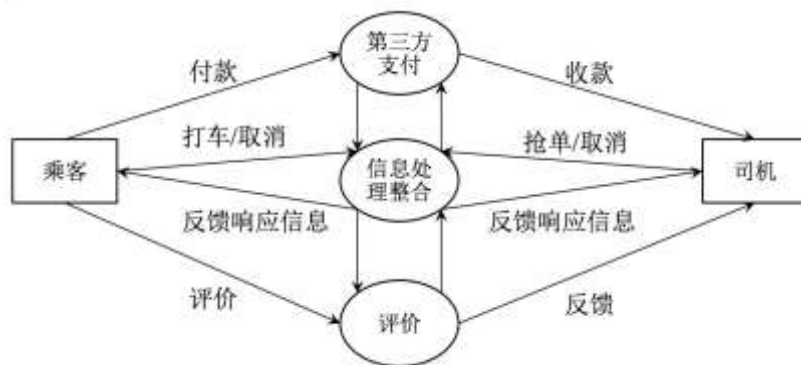 第三方
支付
付款
收款
打车/取消
抢单/取消
乘客
信息处
理整合
司机
反馈响应信息
反馈响应信息
评价
评价
反馈